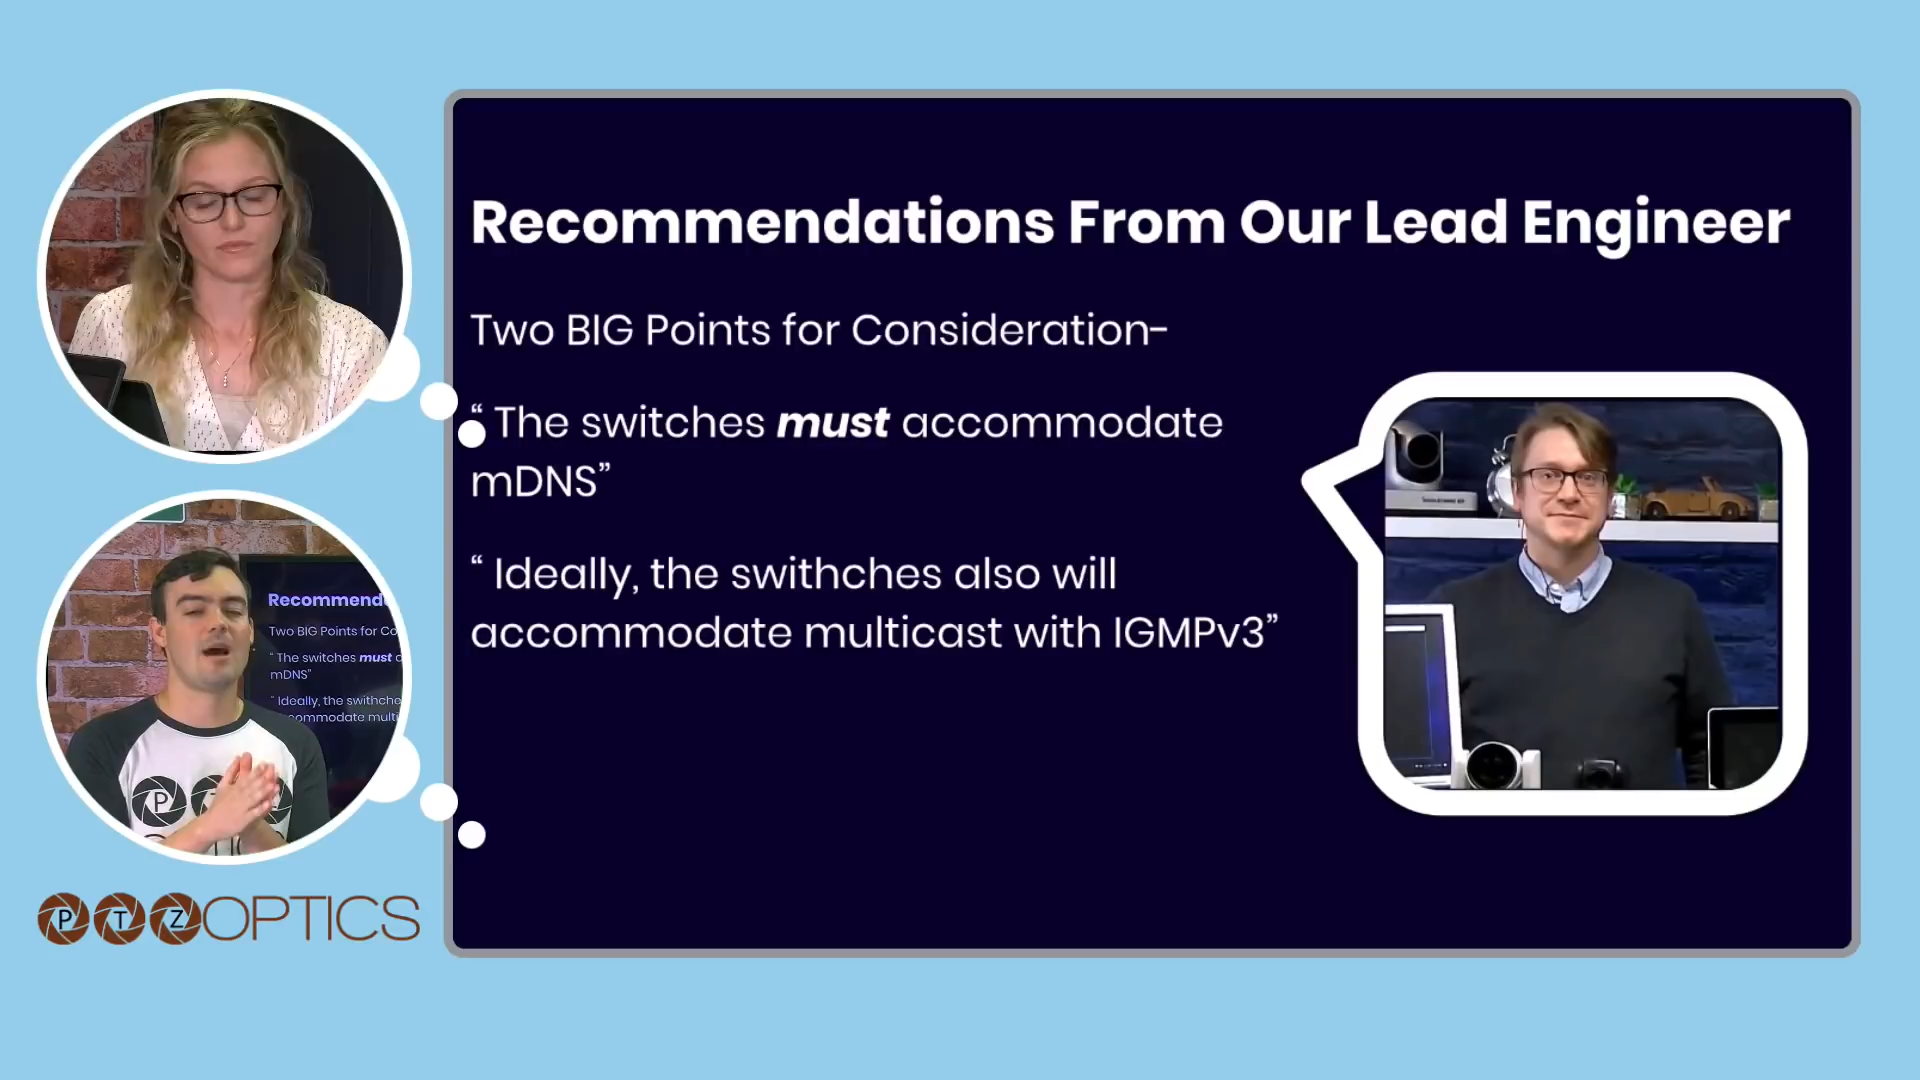 Recommendations From Our Lead Engineer
Two BIG Points for Consideration-
“ The switches must accommodate
mDNS”
“ Ideally, the swithches also will
accommodate multicast with IGMPv3”
Recommend
Two BIG Points for Co
“ The switches must
mDNS”
“ Ideally, the swithche
commodate multi
P
PTZOPTICS